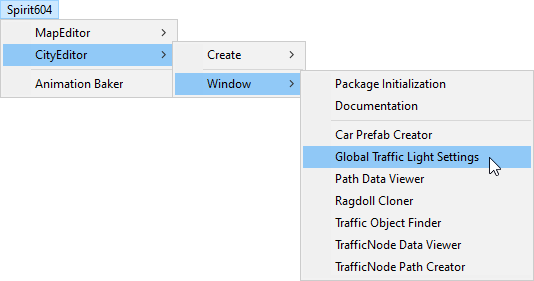 Spirit604
MapEditor
CityEditor
Animation Baker
Create
Window
Package Initialization
Documentation
Car Prefab Creator
Global Traffic Light Settings
Path Data Viewer
Ragdoll Cloner
Traffic Object Finder
TrafficNode Data Viewer
TrafficNode Path Creator